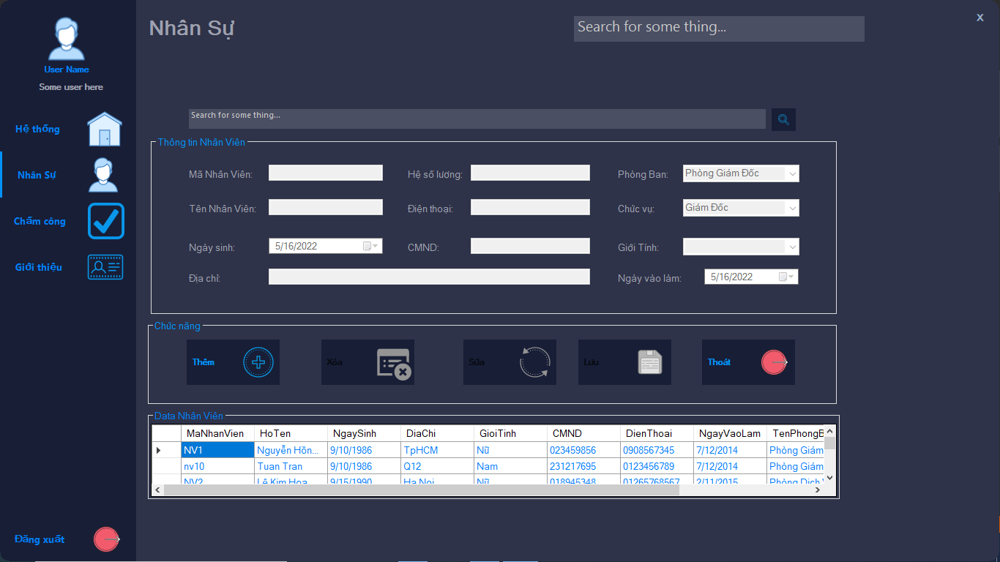 Nhân Sự
Search for some thing...
x
User Name
Some user here
Hệ thống
Nhân Sự
Chấm công
Giới thiệu
Đăng xuất
Search for some thing...
Thông tin Nhân Viên
Mã Nhân Viên:
Hệ số lương:
Phòng Ban: Phòng Giám Đốc
Tên Nhân Viên:
Điện thoại:
Chức vụ: Giám Đốc
Ngày sinh: 5/16/2022
CMND:
Giới Tính:
Địa chỉ:
Ngày vào làm: 5/16/2022
Chức năng
Thêm Xóa Sửa Lưu Thoát
Data Nhân Viên
MaNhanVien HoTen NgaySinh DiaChi GioiTinh CMND DienThoai NgayVaoLam TenPhongB
NV1 Nguyễn Hồn... 9/10/1986 TpHCM Nữ 023459856 0908567345 7/12/2014 Phòng Giám
nv10 Tuan Tran 9/10/1986 Q12 Nam 231217695 0123456789 7/12/2014 Phòng Giám
NV2 Lê Kim Hoa 9/15/1990 Ha Noi Nữ 018945348 01265768567 2/11/2015 Phòng Dịch